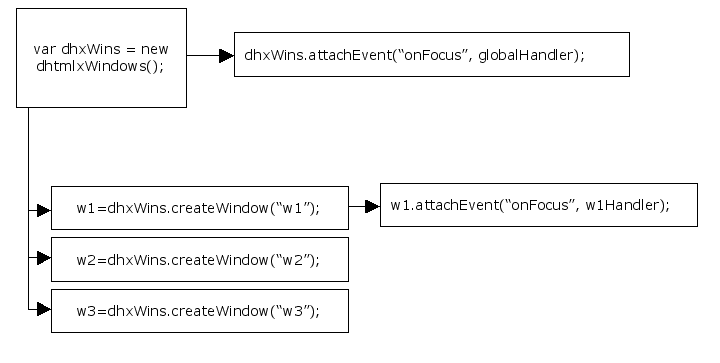 var dhxWins = new
dhtmlxWindows();
dhxWins.attachEvent(“onFocus”, globalHandler);
w1=dhxWins.createWindow(“w1”);
w1.attachEvent(“onFocus”, w1Handler);
w2=dhxWins.createWindow(“w2”);
w3=dhxWins.createWindow(“w3”);